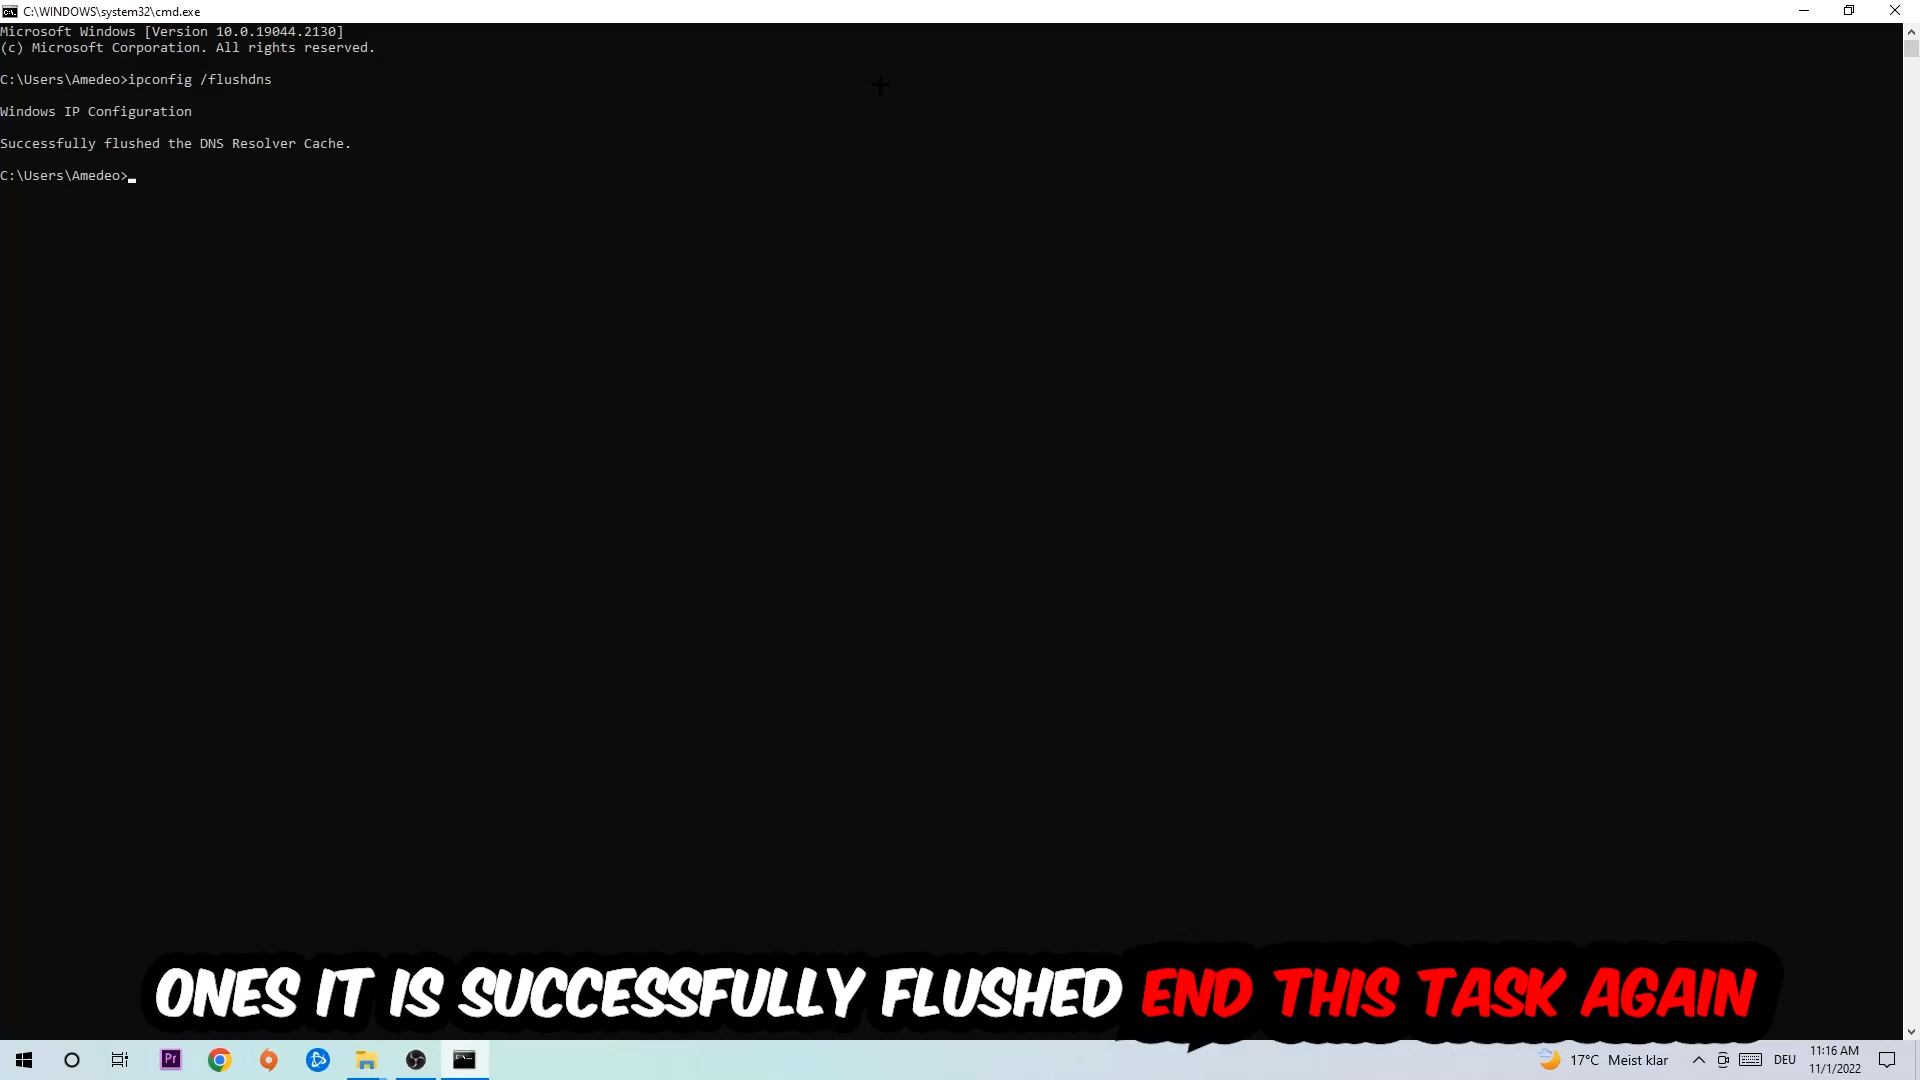 C:\WINDOWS\system32\cmd.exe
Microsoft Windows [Version 10.0.19044.2130]
(c) Microsoft Corporation. All rights reserved.
C:\Users\Amedeo>ipconfig /flushdns
Windows IP Configuration
Successfully flushed the DNS Resolver Cache.
C:\Users\Amedeo>
ONES IT IS SUCCESSFULLY FLUSHED END THIS TASK AGAIN
Pr
17°C Meist klar
DEU
11:16 AM
11/1/2022